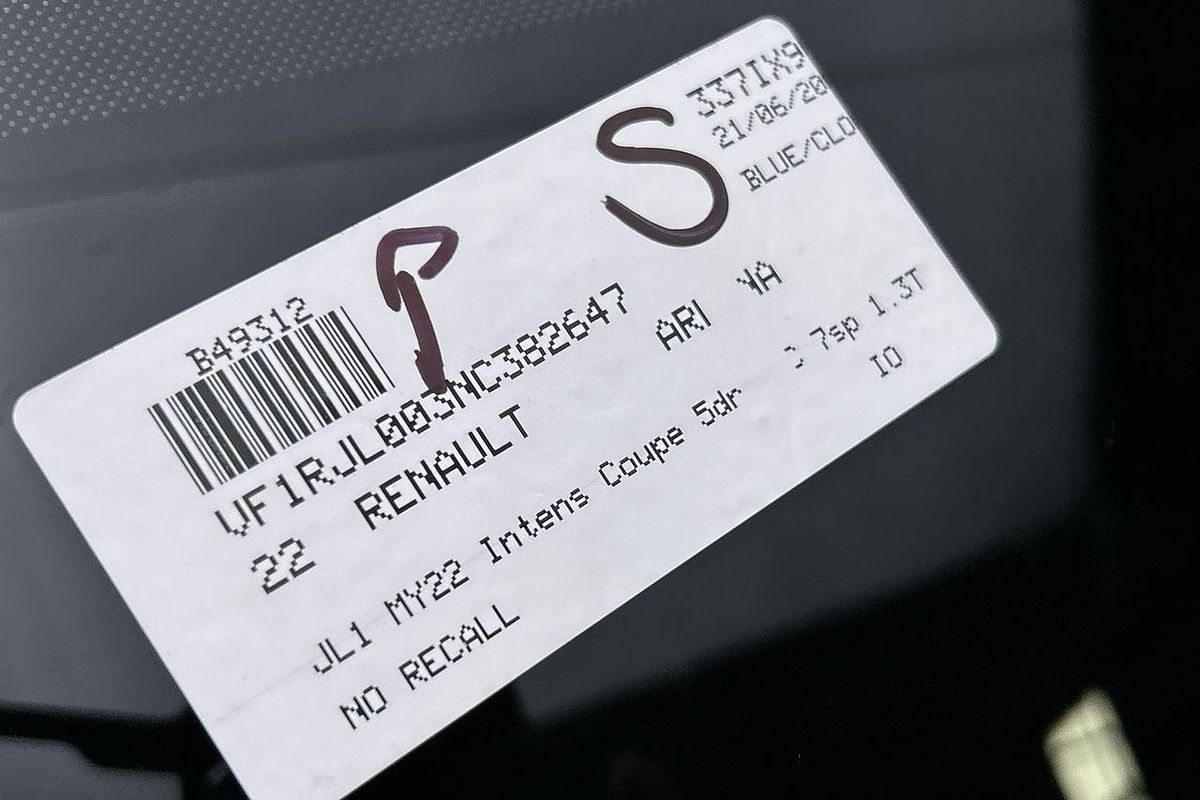 337IX9
21/06/20
BLUE/CLO
P S
B49312
VF1RJL003NC382647
22 RENAULT ARI
JL1 MY22 Intens Coupe 5dr 7sp 1.3T
NO RECALL IO